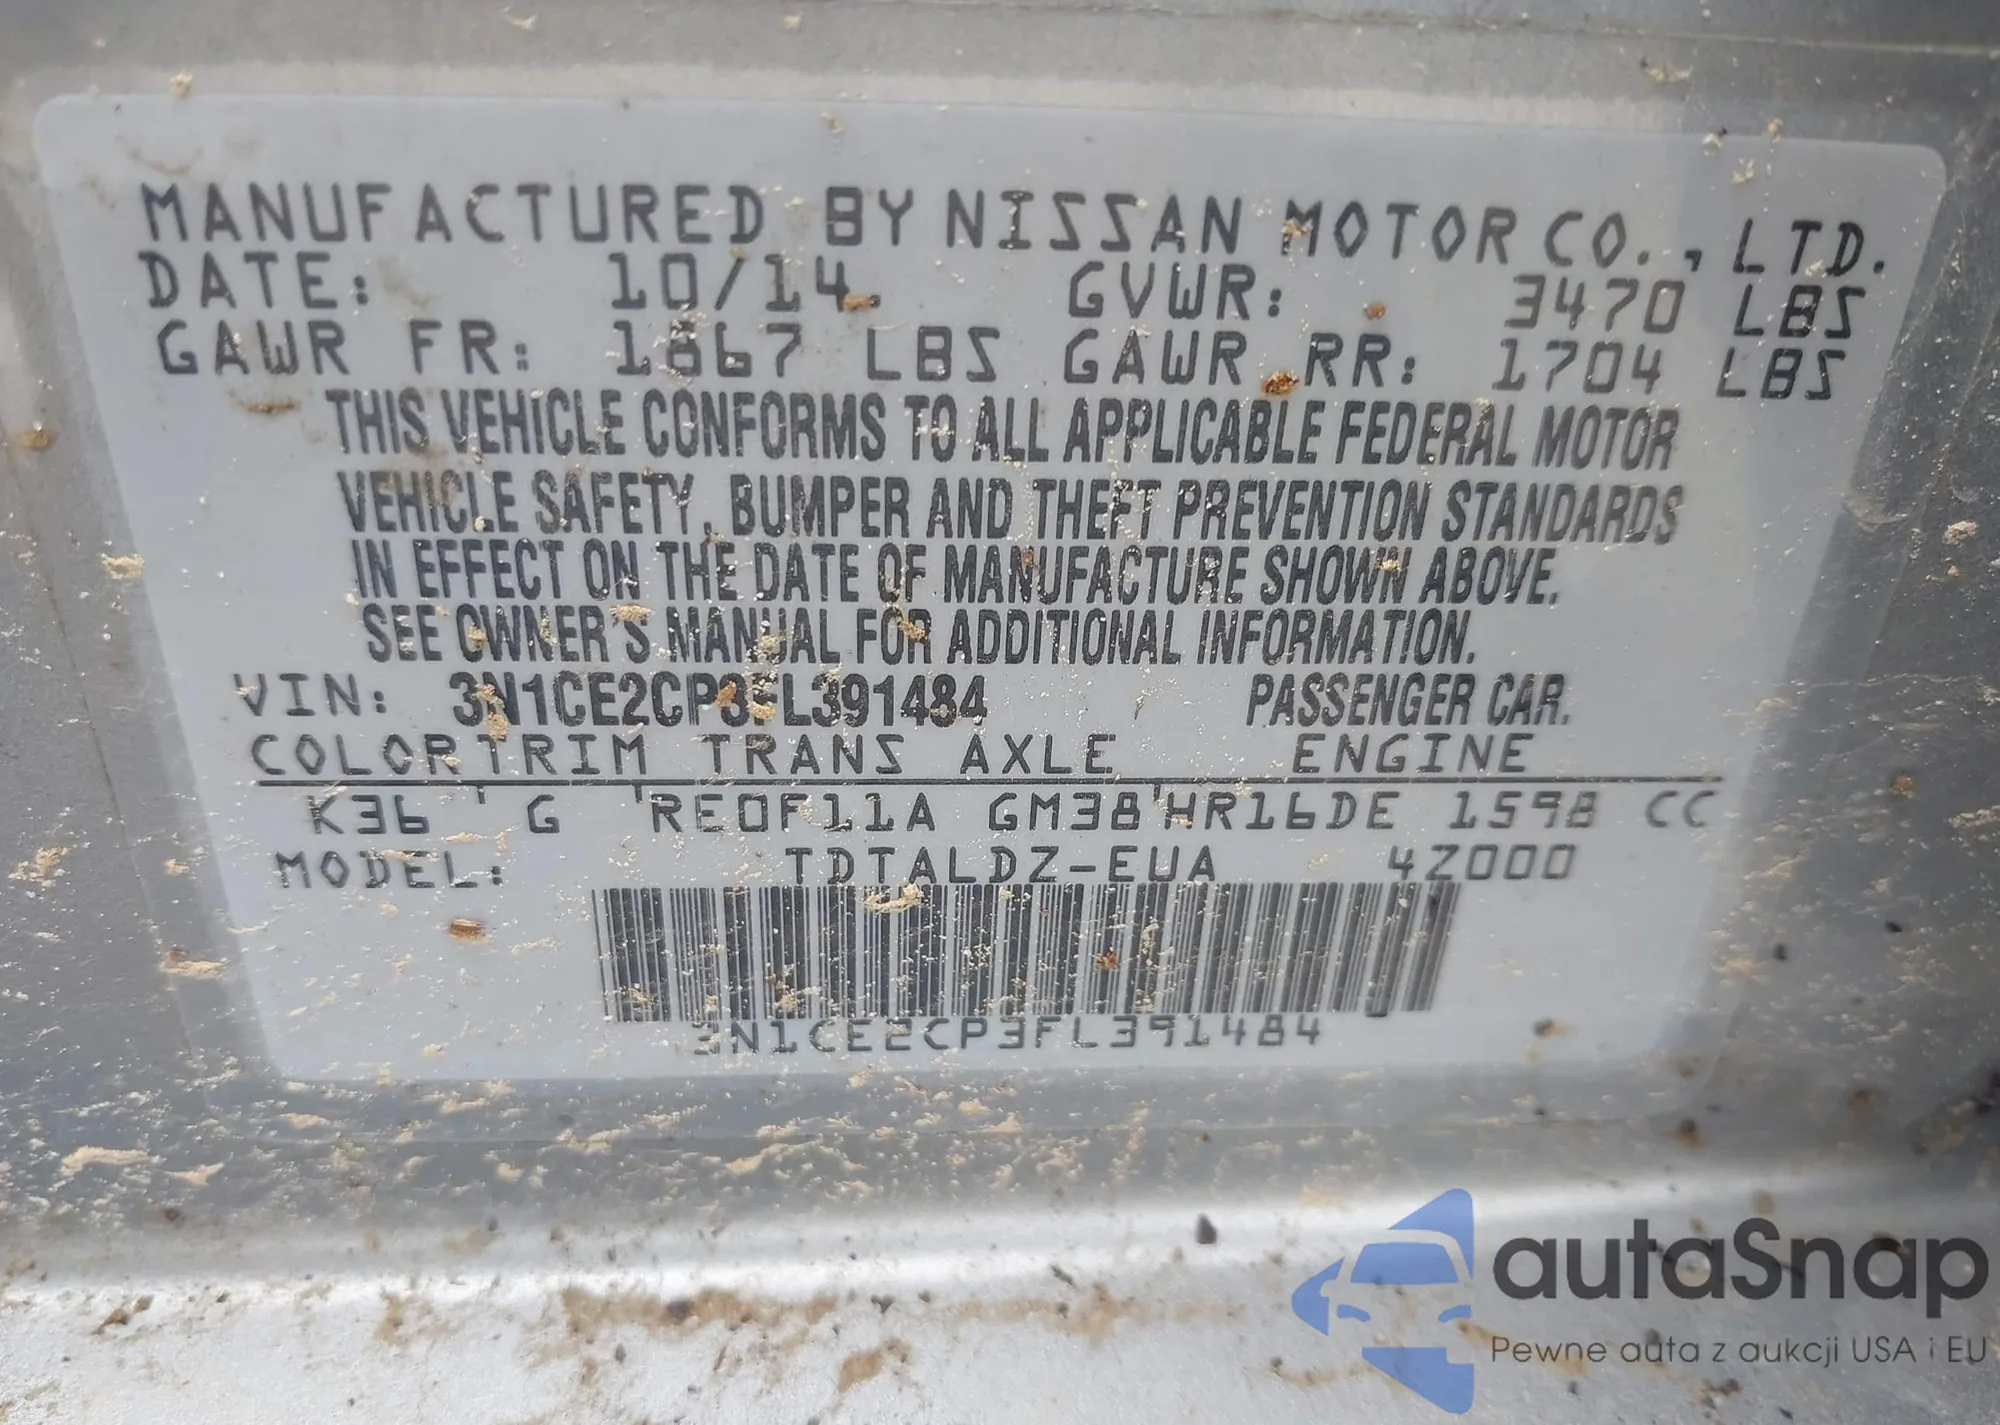 MANUFACTURED BY NISSAN MOTOR CO., LTD.
DATE: 10/14 GVWR: 3470 LBS
GAWR FR: 1867 LBS GAWR RR: 1704 LBS
THIS VEHICLE CONFORMS TO ALL APPLICABLE FEDERAL MOTOR
VEHICLE SAFETY, BUMPER AND THEFT PREVENTION STANDARDS
IN EFFECT ON THE DATE OF MANUFACTURE SHOWN ABOVE.
SEE OWNER'S MANUAL FOR ADDITIONAL INFORMATION.
VIN: 3N1CE2CP3FL391484 PASSENGER CAR.
COLOR TRIM TRANS AXLE ENGINE
K36 ' G ' RE0F11A GM38 ' HR16DE 1598 CC
MODEL: TDTALDZ-EUA 4Z000
3N1CE2CP3FL391484
autaSnap
Pewne auta z aukcji USA i EU